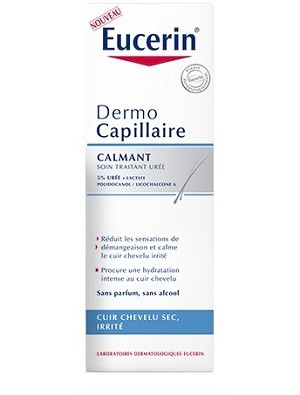 NOUVEAU
Eucerin®
Dermo
Capillaire
CALMANT
SOIN TRAITANT URÉE
5% URÉE + LACTATE
POLIDOCANOL / LICOCHALCONE A
Réduit les sensations de
démangeaison et calme
le cuir chevelu irrité
Procure une hydratation
intense au cuir chevelu
Sans parfum, sans alcool
CUIR CHEVELU SEC,
IRRITÉ
LABORATOIRES DERMATOLOGIQUES EUCERIN